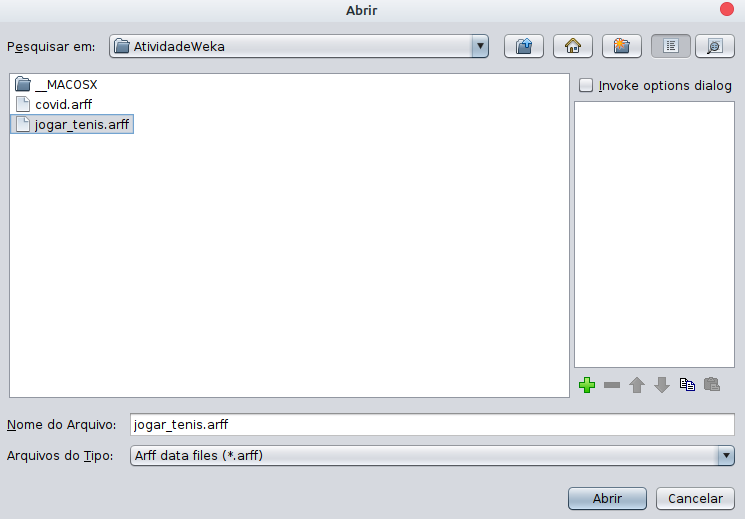 Abrir
Pesquisar em: AtividadeWeka
__MACOSX
covid.arff
jogar_tenis.arff
Invoke options dialog
Nome do Arquivo: jogar_tenis.arff
Arquivos do Tipo: Arff data files (*.arff)
Abrir Cancelar